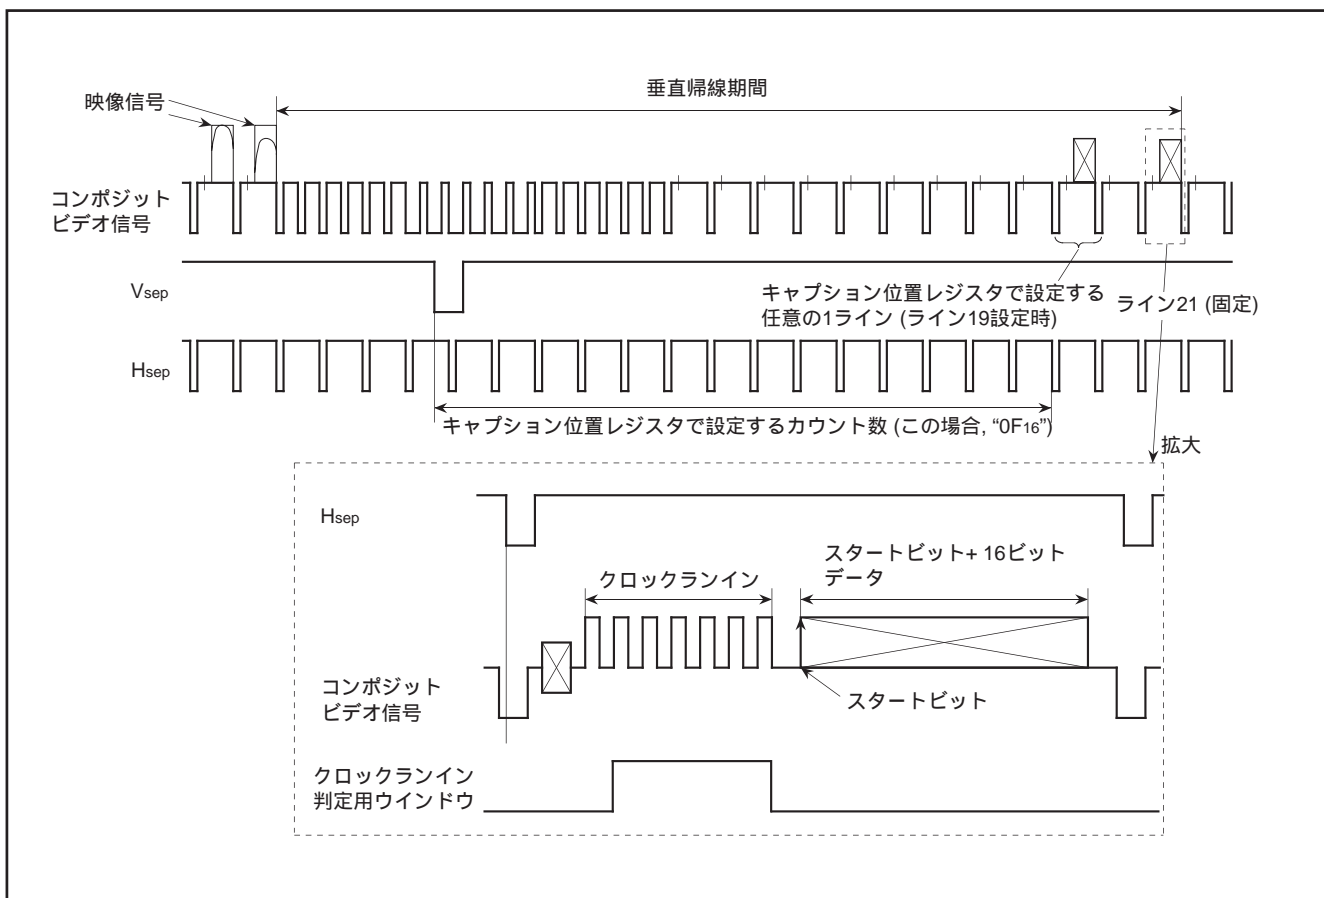 垂直帰線期間
映像信号
コンポジット
ビデオ信号
Vsep
キャプション位置レジスタで設定する
任意の1ライン (ライン19設定時)
ライン21 (固定)
Hsep
キャプション位置レジスタで設定するカウント数 (この場合, “0F16”)
拡大
Hsep
スタートビット+ 16ビット
データ
クロックランイン
コンポジット
ビデオ信号
スタートビット
クロックランイン
判定用ウインドウ